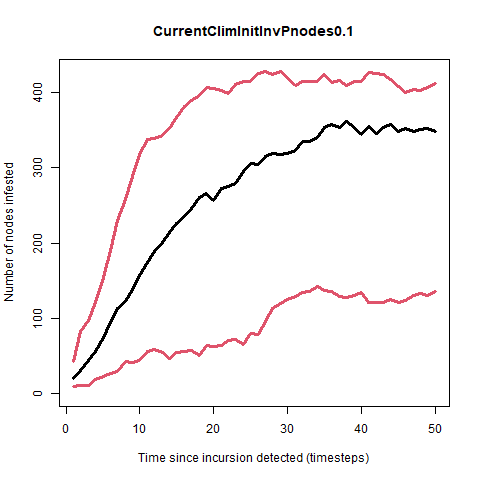 CurrentClimInitInvPnodes0.1
Number of nodes infested
400
300
200
100
0
0 10 20 30 40 50
Time since incursion detected (timesteps)